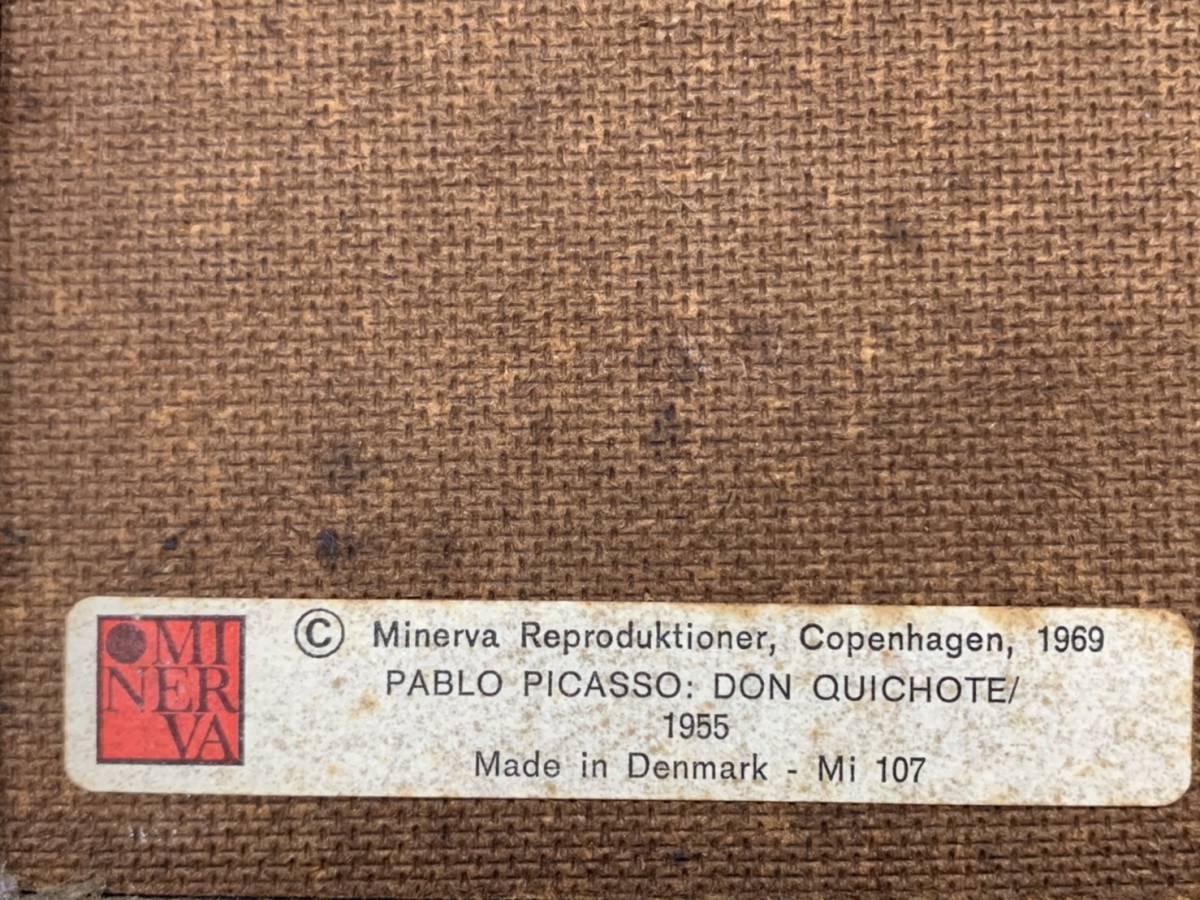 MI
NER
VA
© Minerva Reproduktioner, Copenhagen, 1969
PABLO PICASSO: DON QUICHOTE/
1955
Made in Denmark - Mi 107